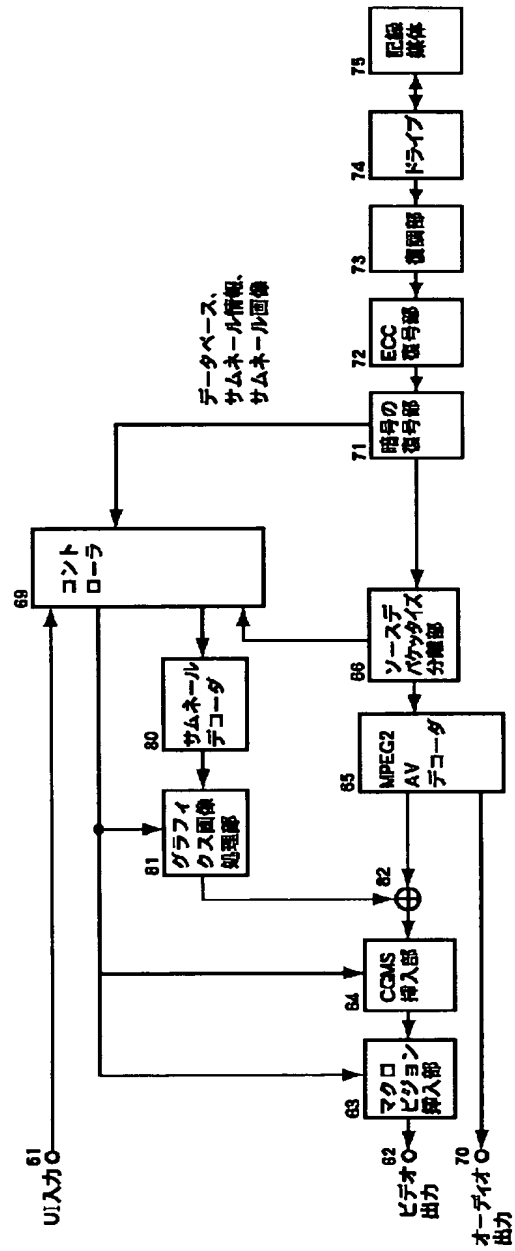 UI入力
61
69
コント
ローラ
データベース、
サムネール情報、
サムネール画像
80
サムネール
デコーダ
81
グラフィ
クス画像
処理部
62
ビデオ
出力
63
マクロ
ビジョン
挿入部
64
CGMS
挿入部
82
65
MPEG2
AV
デコーダ
66
ソースデ
パケッタイズ
分離部
71
暗号の
復号部
72
ECC
復号部
73
復調部
74
ドライブ
75
記録
媒体
70
オーディオ
出力